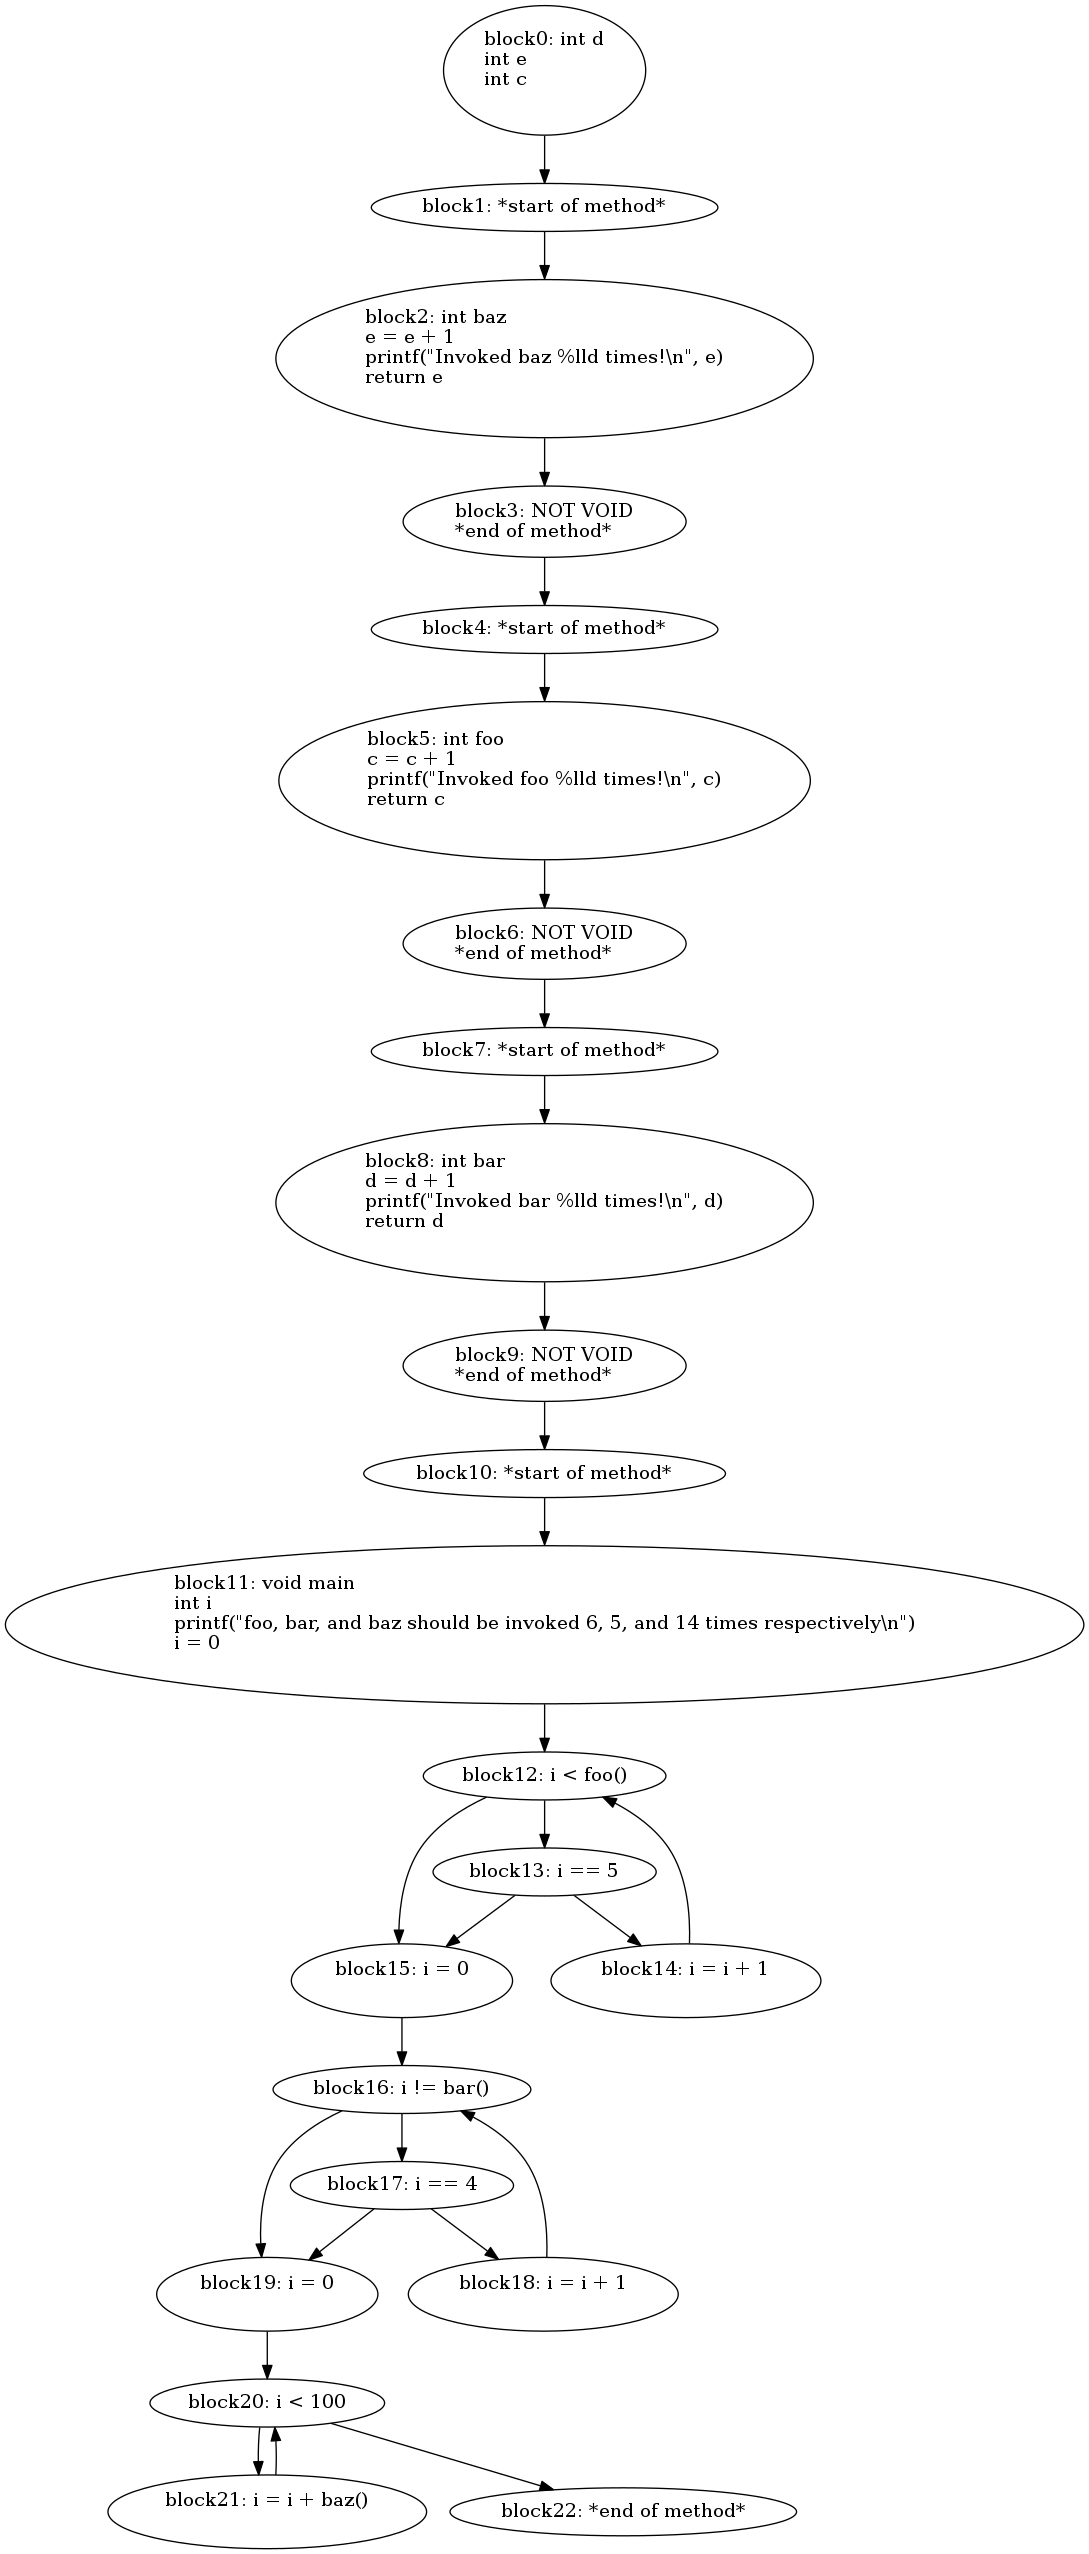 block0: int d
int e
int c
block1: *start of method*
block2: int baz
e = e + 1
printf("Invoked baz %lld times!\n", e)
return e
block3: NOT VOID
*end of method*
block4: *start of method*
block5: int foo
c = c + 1
printf("Invoked foo %lld times!\n", c)
return c
block6: NOT VOID
*end of method*
block7: *start of method*
block8: int bar
d = d + 1
printf("Invoked bar %lld times!\n", d)
return d
block9: NOT VOID
*end of method*
block10: *start of method*
block11: void main
int i
printf("foo, bar, and baz should be invoked 6, 5, and 14 times respectively\n")
i = 0
block12: i < foo()
block13: i == 5
block15: i = 0
block14: i = i + 1
block16: i != bar()
block17: i == 4
block19: i = 0
block18: i = i + 1
block20: i < 100
block21: i = i + baz()
block22: *end of method*